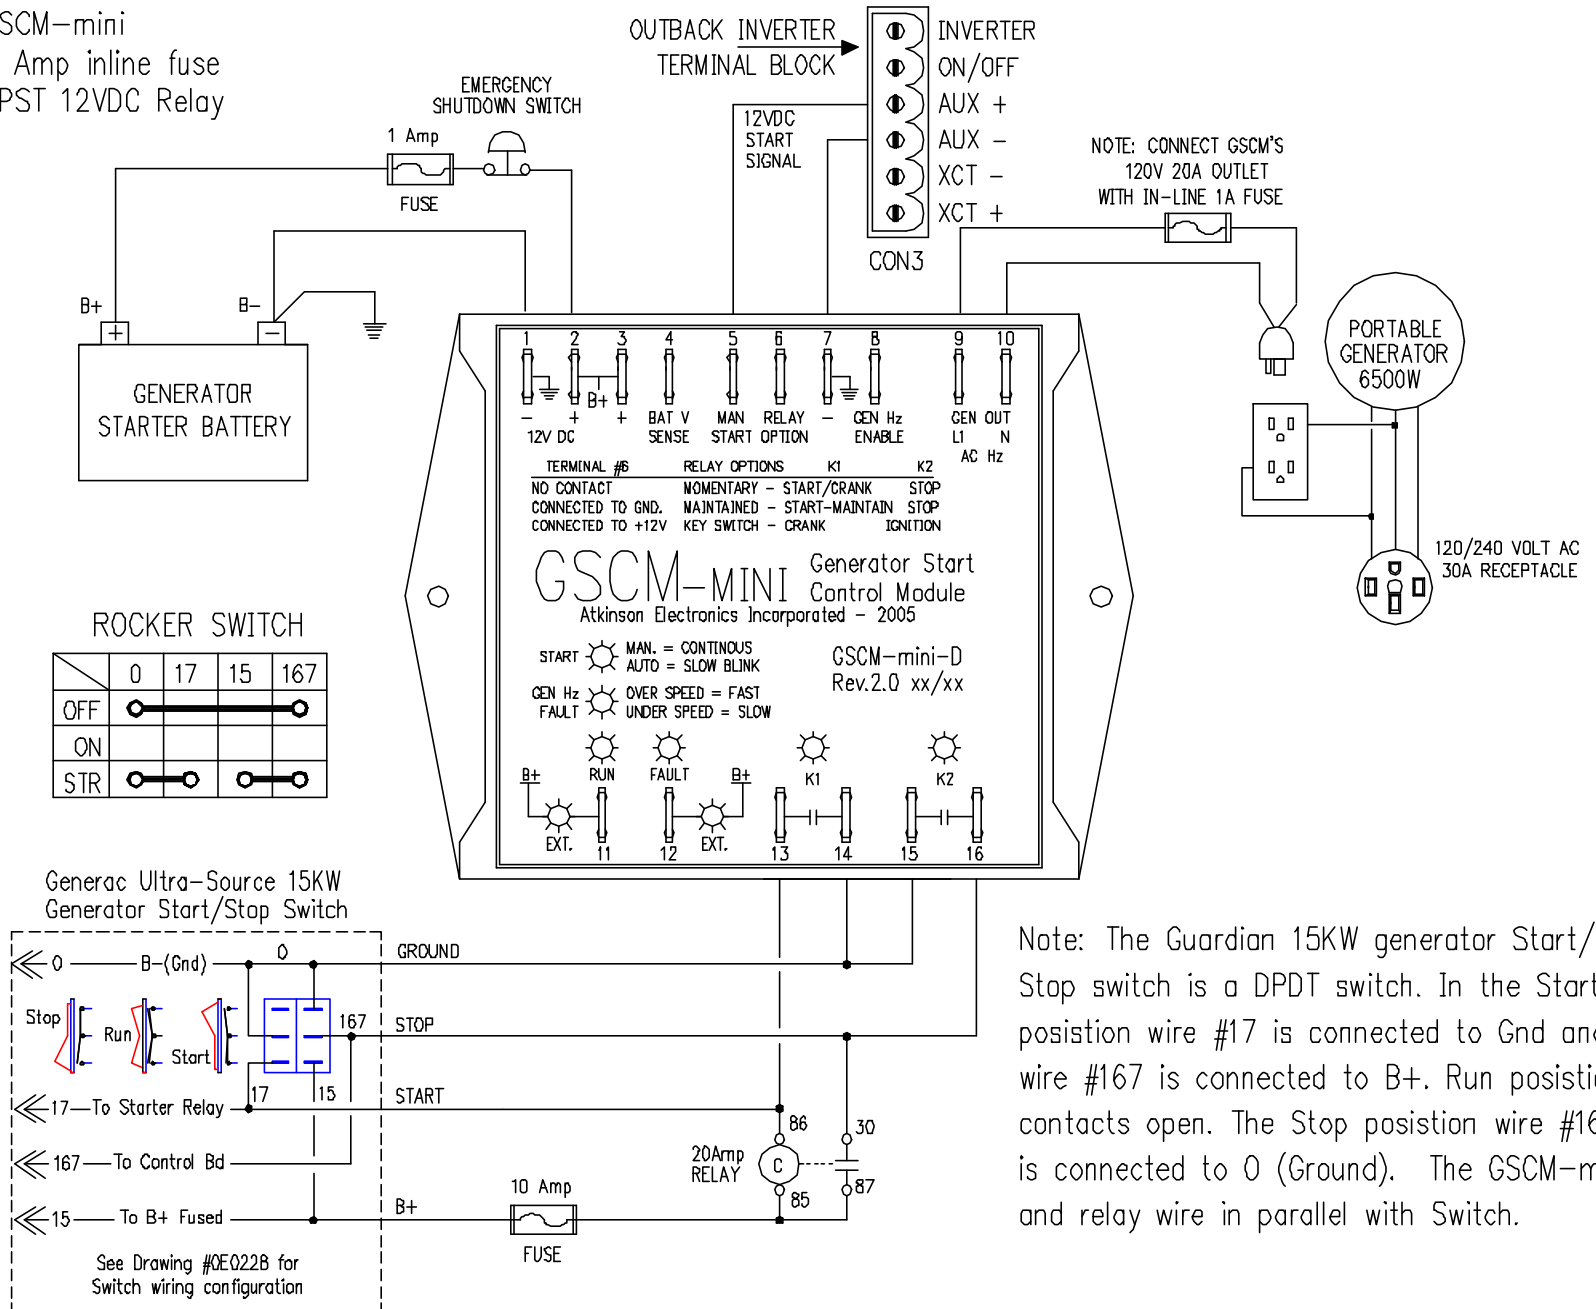 SCM-mini
Amp inline fuse
PST 12VDC Relay
OUTBACK INVERTER
TERMINAL BLOCK
INVERTER
ON/OFF
AUX +
AUX -
XCT -
XCT +
CON3
12VDC
START
SIGNAL
EMERGENCY
SHUTDOWN SWITCH
1 Amp
FUSE
NOTE: CONNECT GSCM'S
120V 20A OUTLET
WITH IN-LINE 1A FUSE
B+
B-
+
-
GENERATOR
STARTER BATTERY
PORTABLE
GENERATOR
6500W
120/240 VOLT AC
30A RECEPTACLE
1 2 3 4 5 6 7 8 9 10
B+
- + + BAT V MAN RELAY - GEN Hz GEN OUT
12V DC SENSE START OPTION ENABLE L1 N
AC Hz
TERMINAL #6 RELAY OPTIONS K1 K2
NO CONTACT MOMENTARY - START/CRANK STOP
CONNECTED TO GND. MAINTAINED - START-MAINTAIN STOP
CONNECTED TO +12V KEY SWITCH - CRANK IGNITION
GSCM-MINI
Generator Start
Control Module
Atkinson Electronics Incorporated - 2005
START
MAN. = CONTINOUS
AUTO = SLOW BLINK
GEN Hz
FAULT
OVER SPEED = FAST
UNDER SPEED = SLOW
GSCM-mini-D
Rev.2.0 xx/xx
B+ RUN FAULT B+ K1 K2
EXT. 11 12 EXT. 13 14 15 16
ROCKER SWITCH
0 17 15 167
OFF
ON
STR
Generac Ultra-Source 15KW
Generator Start/Stop Switch
0 B-(Gnd) 0 GROUND
Stop
Run
Start
167 STOP
17 15
17 To Starter Relay START
167 To Control Bd
15 To B+ Fused B+
See Drawing #0E0228 for
Switch wiring configuration
10 Amp
FUSE
20Amp
RELAY
86
C
85
30
87
Note: The Guardian 15KW generator Start/
Stop switch is a DPDT switch. In the Start
posistion wire #17 is connected to Gnd and
wire #167 is connected to B+. Run posisti
contacts open. The Stop posistion wire #16
is connected to 0 (Ground). The GSCM-m
and relay wire in parallel with Switch.